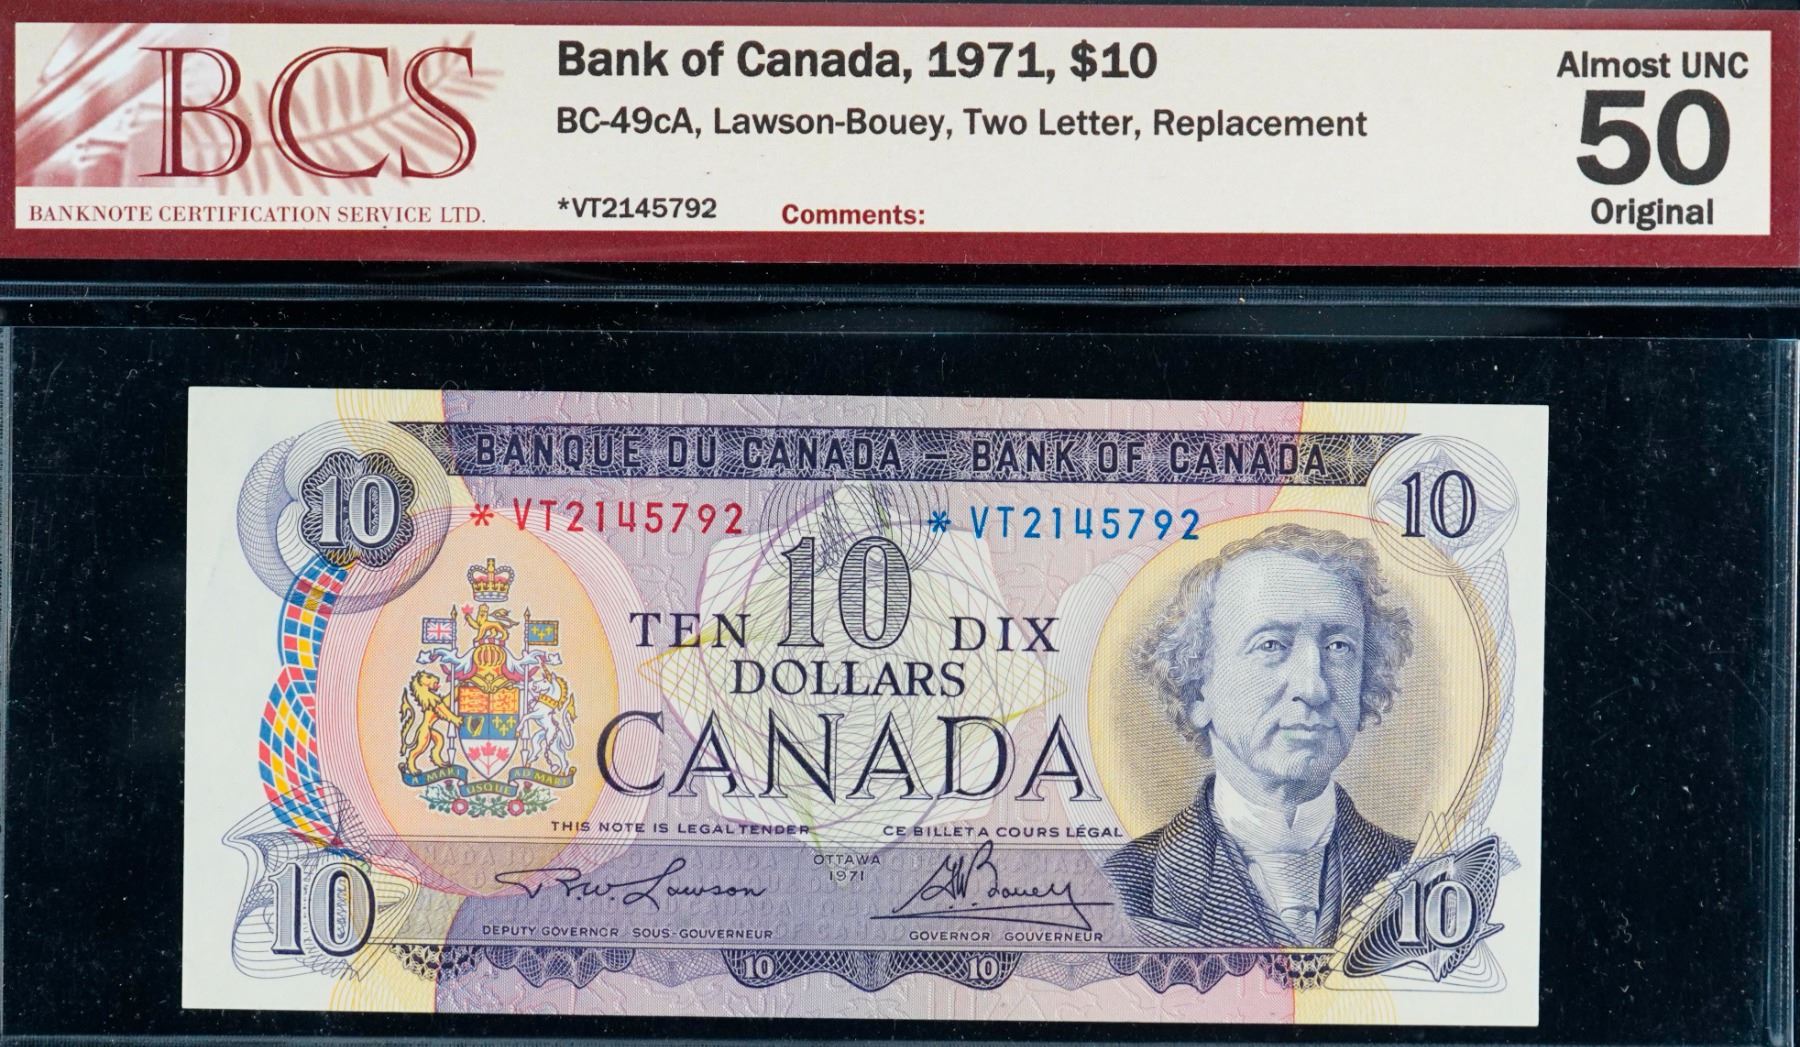 BCS
BANKNOTE CERTIFICATION SERVICE LTD.
Bank of Canada, 1971, $10
BC-49cA, Lawson-Bouey, Two Letter, Replacement
*VT2145792 Comments:
Almost UNC
50
Original
BANQUE DU CANADA – BANK OF CANADA
10 10
* VT2145792 * VT2145792
TEN 10 DIX
DOLLARS
CANADA
A MARI USQUE AD MARE
THIS NOTE IS LEGAL TENDER CE BILLET A COURS LÉGAL
OTTAWA
1971
R.W. Lawson G.W. Bouey
DEPUTY GOVERNOR SOUS-GOUVERNEUR GOVERNOR GOUVERNEUR
10 10
10 10